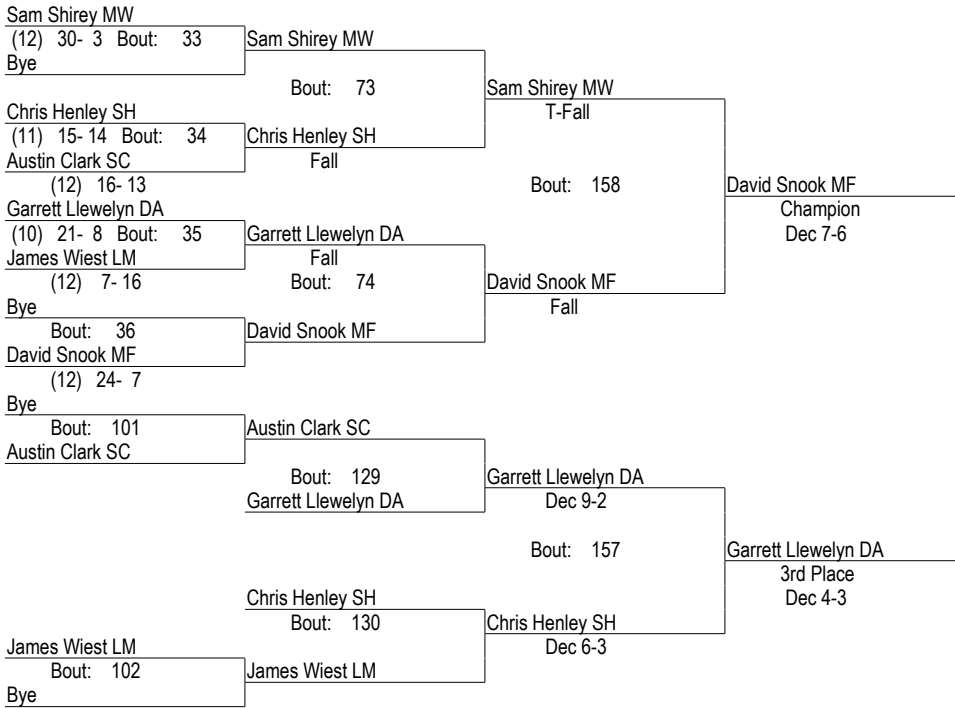 Sam Shirey MW
(12) 30- 3 Bout: 33
Sam Shirey MW
Bye
Bout: 73
Sam Shirey MW
Chris Henley SH
T-Fall
(11) 15- 14 Bout: 34
Chris Henley SH
Austin Clark SC
Fall
(12) 16- 13
Bout: 158
David Snook MF
Garrett Llewelyn DA
Champion
(10) 21- 8 Bout: 35
Garrett Llewelyn DA
Dec 7-6
James Wiest LM
Fall
(12) 7- 16
Bout: 74
David Snook MF
Bye
Fall
Bout: 36
David Snook MF
David Snook MF
(12) 24- 7
Bye
Bout: 101
Austin Clark SC
Austin Clark SC
Bout: 129
Garrett Llewelyn DA
Garrett Llewelyn DA
Dec 9-2
Bout: 157
Garrett Llewelyn DA
3rd Place
Chris Henley SH
Dec 4-3
Bout: 130
Chris Henley SH
James Wiest LM
Dec 6-3
Bout: 102
James Wiest LM
Bye